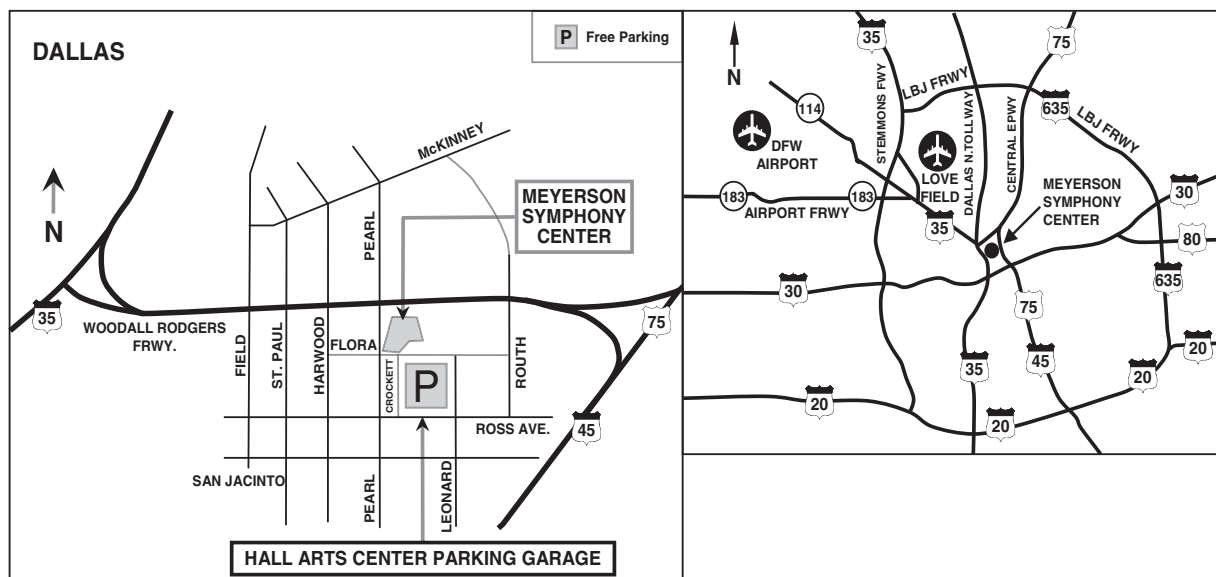 DALLAS
P Free Parking
N
McKINNEY
MEYERSON
SYMPHONY
CENTER
PEARL
35
WOODALL RODGERS
FRWY.
75
FIELD
ST. PAUL
HARWOOD
FLORA
CROCKETT
P
ROUTH
ROSS AVE.
45
SAN JACINTO
PEARL
LEONARD
HALL ARTS CENTER PARKING GARAGE
N
35
75
STEMMONS FWY
LBJ FRWY
635
LBJ FRWY
114
DFW
AIRPORT
LOVE
FIELD
DALLAS N.TOLLWAY
CENTRAL EPWY
MEYERSON
SYMPHONY
CENTER
183
183
AIRPORT FRWY
35
30
80
30
635
75
35
45
20
20
20
20